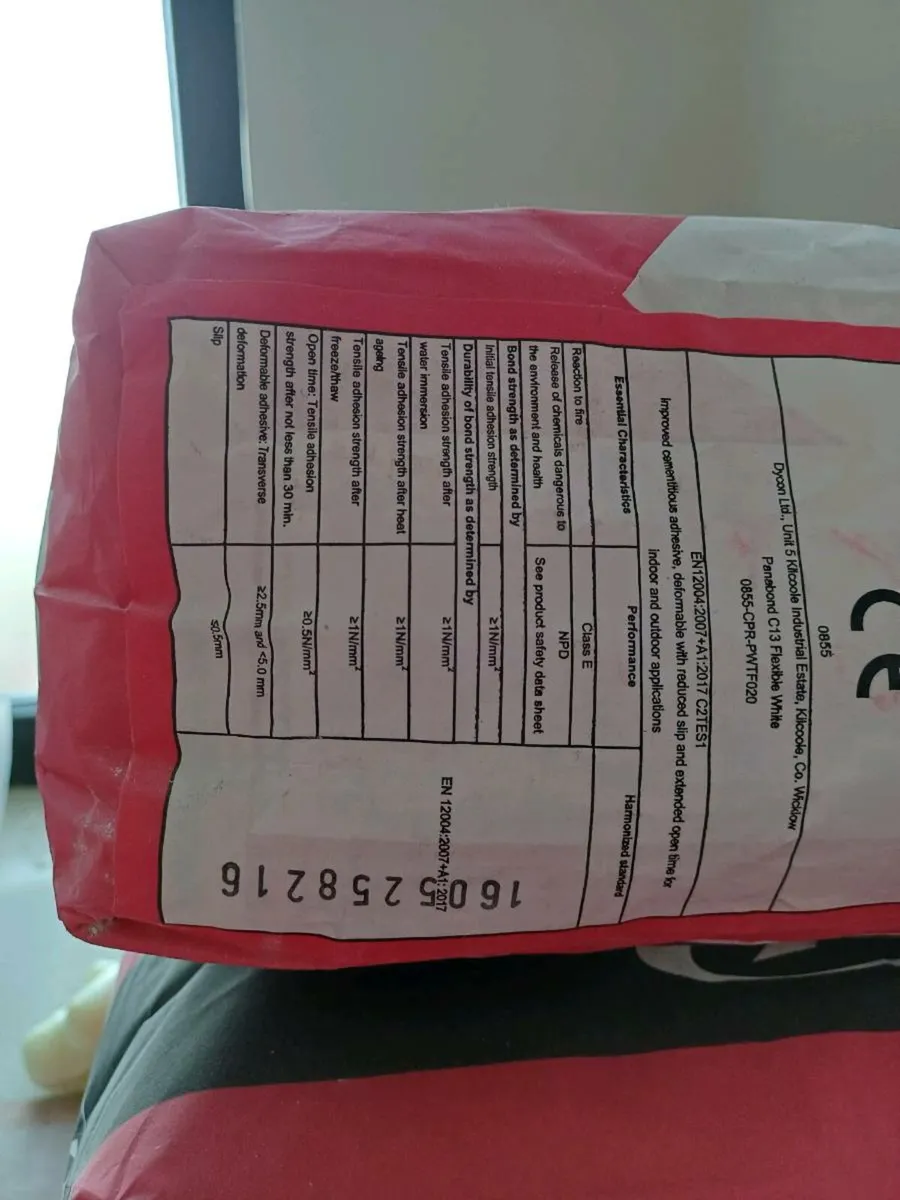 CE
0855
Dycon Ltd., Unit 5 Kilcoole Industrial Estate, Kilcoole, Co. Wicklow
Panabond C13 Flexible White
0855-CPR-PWTF020
EN12004:2007+A1:2017 C2TES1
Improved cementitious adhesive, deformable with reduced slip and extended open time for
indoor and outdoor applications
Essential Characteristics Performance Harmonized standard
Reaction to fire Class E
Release of chemicals dangerous to NPD
the environment and health See product safety data sheet
Bond strength as determined by
Initial tensile adhesion strength ≥1N/mm²
Durability of bond strength as determined by
Tensile adhesion strength after ≥1N/mm² EN 12004:2007+A1:2017
water immersion
Tensile adhesion strength after heat ≥1N/mm²
ageing
Tensile adhesion strength after ≥1N/mm²
freeze/thaw
Open time: Tensile adhesion ≥0.5N/mm²
strength after not less than 30 min.
Deformable adhesive: Transverse ≥2.5mm and <5.0 mm
deformation
Slip ≤0.5mm
1605258216